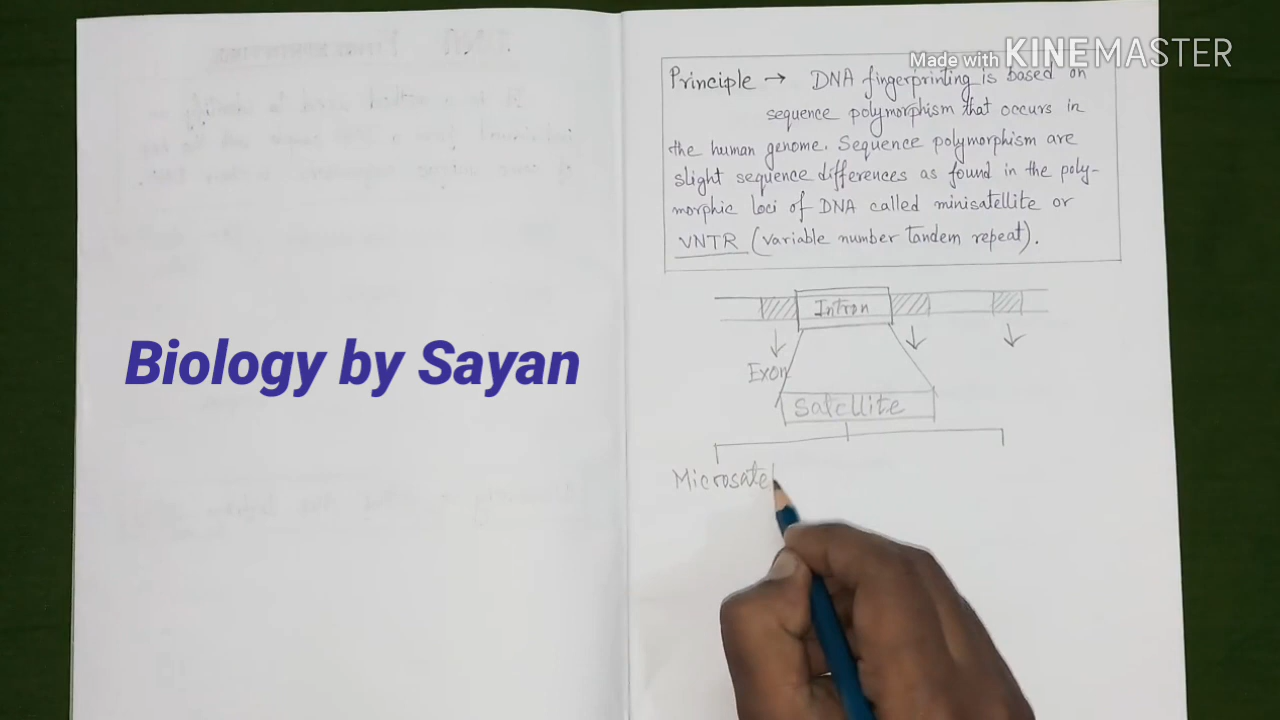 Made with KINEMASTER
Principle → DNA fingerprinting is based on
sequence polymorphism that occurs in
the human genome. Sequence polymorphism are
slight sequence differences as found in the poly-
morphic loci of DNA called minisatellite or
VNTR (variable number tandem repeat).
Intron
Exon
Satellite
Microsatel
Biology by Sayan